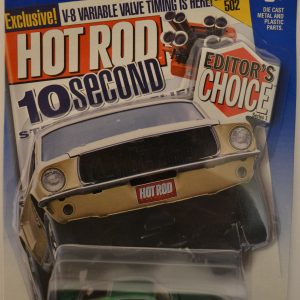 Exclusive! V-8 VARIABLE VALVE TIMING IS HERE!
502
DIE CAST
METAL AND
PLASTIC
PARTS.
HOT ROD
10 SECOND
EDITOR'S
CHOICE
HOT ROD